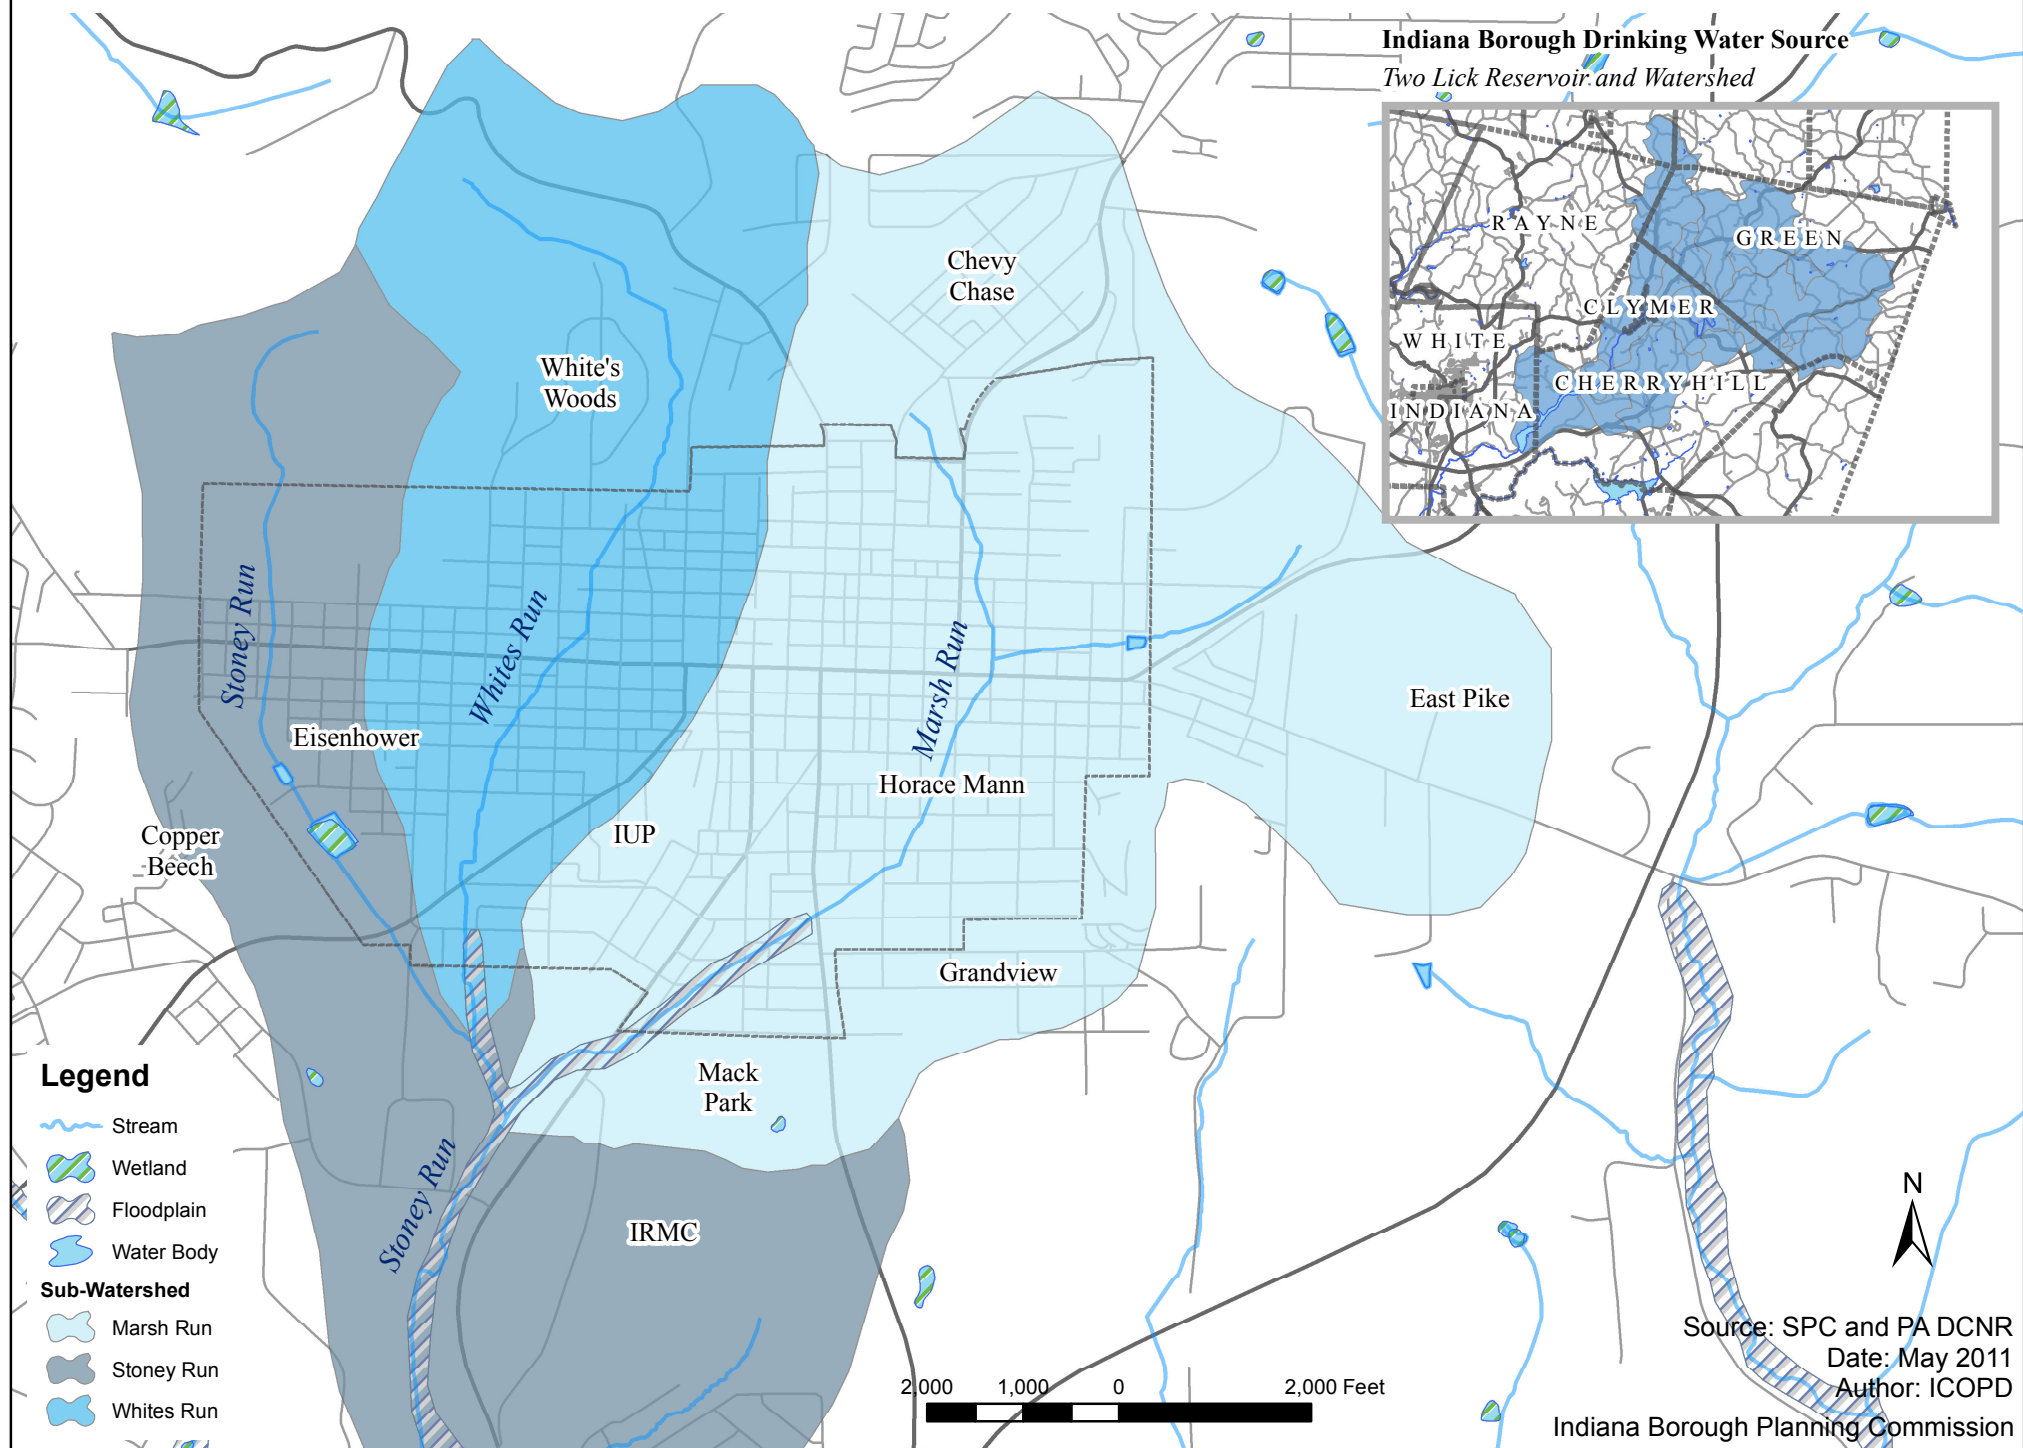 Indiana Borough Drinking Water Source
Two Lick Reservoir and Watershed
RAYNE
GREEN
CLYMER
WHITE
CHERRYHILL
INDIANA
Chevy
Chase
White's
Woods
Stoney Run
Whites Run
Marsh Run
East Pike
Eisenhower
Horace Mann
Copper
Beech
IUP
Grandview
Mack
Park
Stoney Run
IRMC
Legend
Stream
Wetland
Floodplain
Water Body
Sub-Watershed
Marsh Run
Stoney Run
Whites Run
N
2,000 1,000 0 2,000 Feet
Source: SPC and PA DCNR
Date: May 2011
Author: ICOPD
Indiana Borough Planning Commission